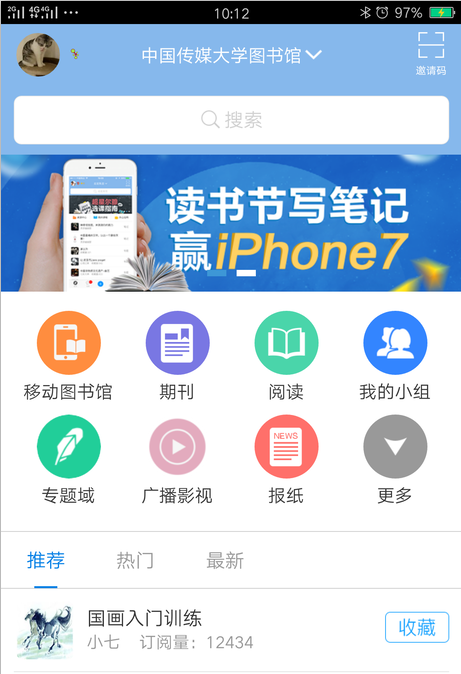 2G 4G4G
10:12
97%
中国传媒大学图书馆
邀请码
搜索
读书节写笔记
赢iPhone7
移动图书馆 期刊 阅读 我的小组
NEWS
专题域 广播影视 报纸 更多
推荐 热门 最新
国画入门训练
小七 订阅量：12434
收藏